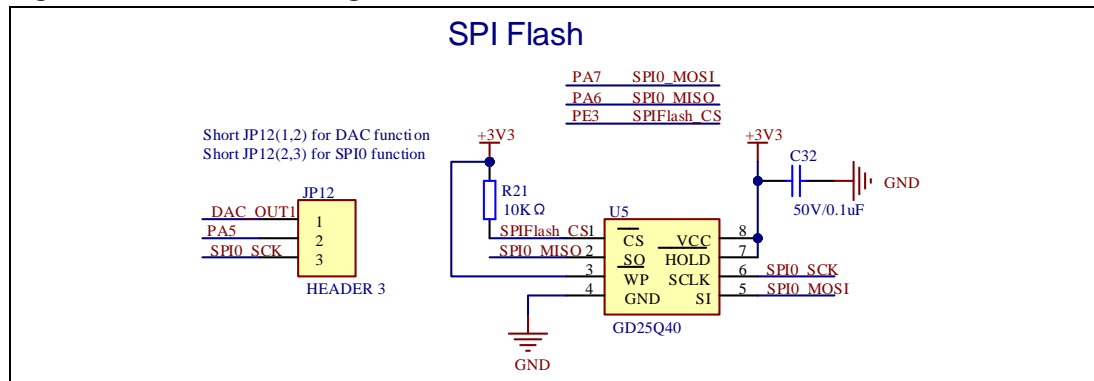 SPI Flash
PA7 SPI0_MOSI
PA6 SPI0_MISO
PE3 SPIFlash_CS
Short JP12(1,2) for DAC function
Short JP12(2,3) for SPI0 function
+3V3
+3V3
C32
GND
50V/0.1uF
JP12
DAC_OUT1 1
PA5 2
SPI0_SCK 3
HEADER 3
R21
10KΩ
U5
SPIFlash_CS 1 CS VCC 8
SPI0_MISO 2 SO HOLD 7
3 WP SCLK 6 SPI0_SCK
4 GND SI 5 SPI0_MOSI
GD25Q40
GND